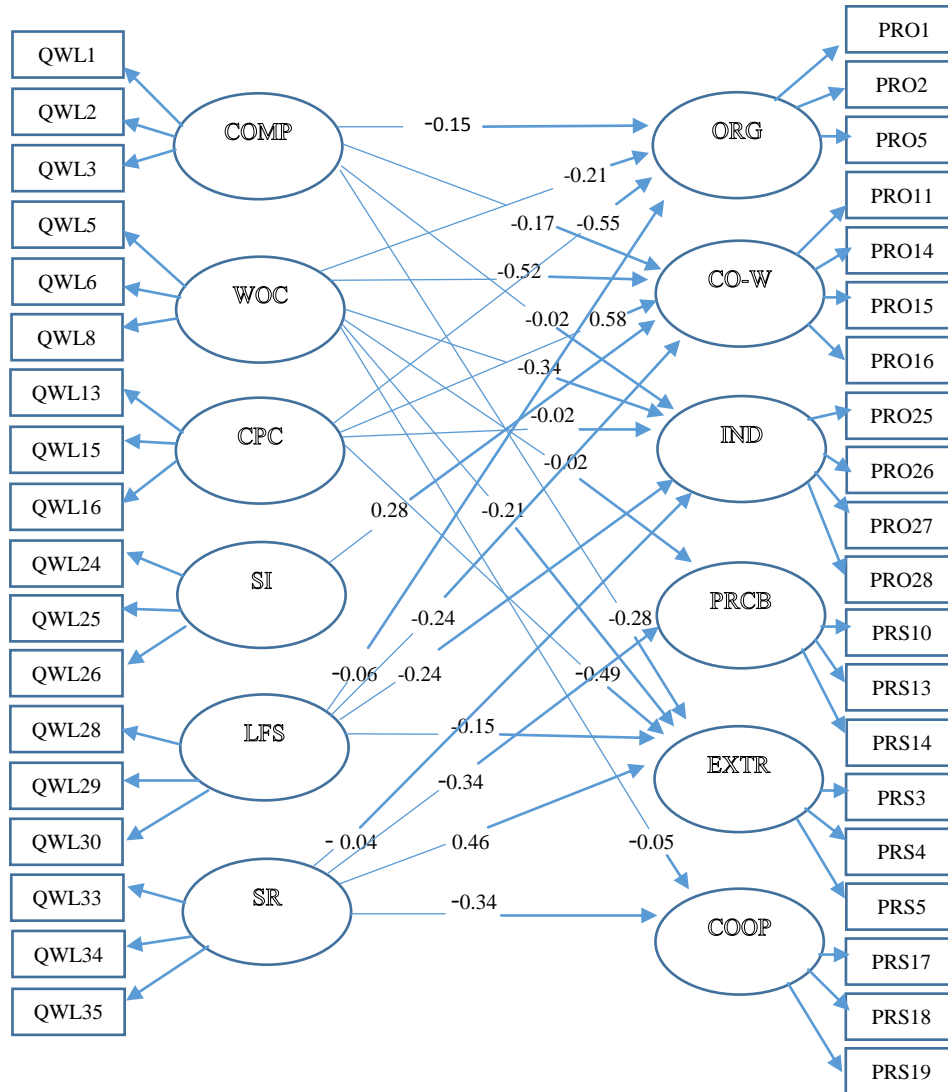 QWL1
QWL2
QWL3
QWL5
QWL6
QWL8
QWL13
QWL15
QWL16
QWL24
QWL25
QWL26
QWL28
QWL29
QWL30
QWL33
QWL34
QWL35
COMP
WOC
CPC
SI
LFS
SR
-0.15
-0.21
-0.55
-0.17
-0.52
-0.02
0.58
-0.34
-0.02
-0.02
0.28
-0.21
-0.24
-0.28
-0.06
-0.24
-0.49
-0.15
-0.34
- 0.04
0.46
-0.05
-0.34
ORG
CO-W
IND
PRCB
EXTR
COOP
PRO1
PRO2
PRO5
PRO11
PRO14
PRO15
PRO16
PRO25
PRO26
PRO27
PRO28
PRS10
PRS13
PRS14
PRS3
PRS4
PRS5
PRS17
PRS18
PRS19